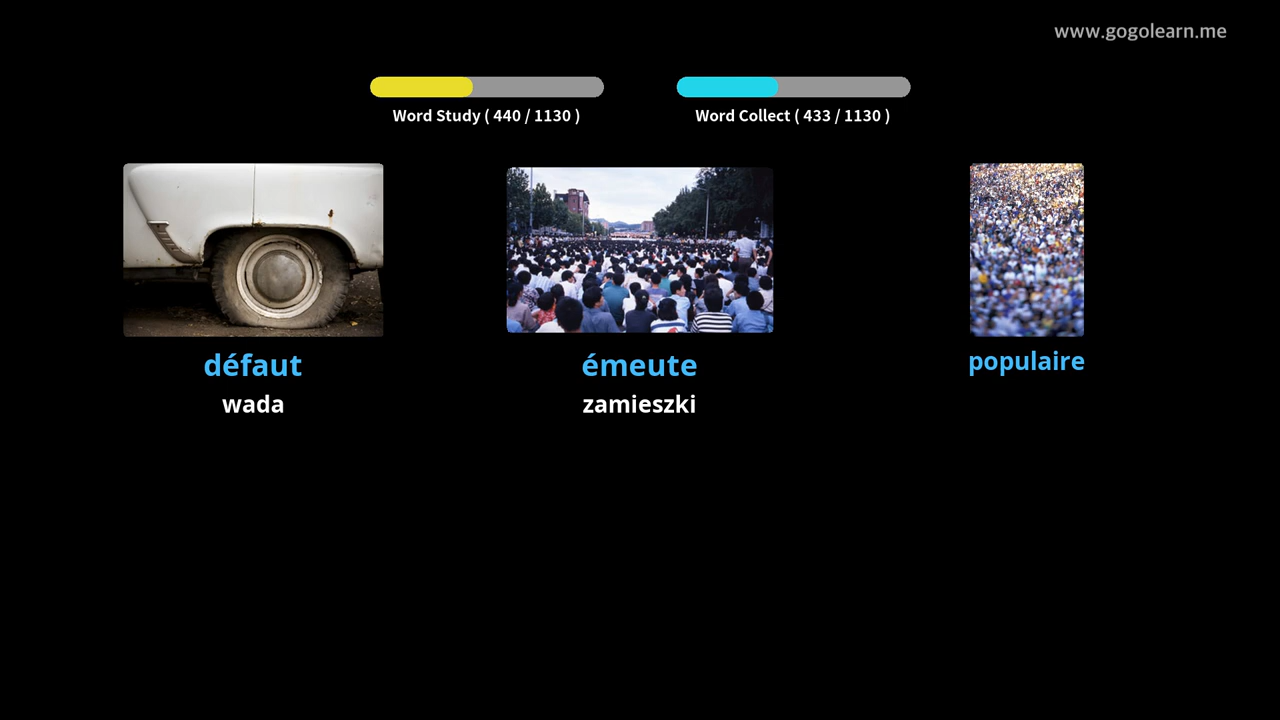 www.gogolearn.me
Word Study ( 440 / 1130 )
Word Collect ( 433 / 1130 )
défaut
wada
émeute
zamieszki
populaire